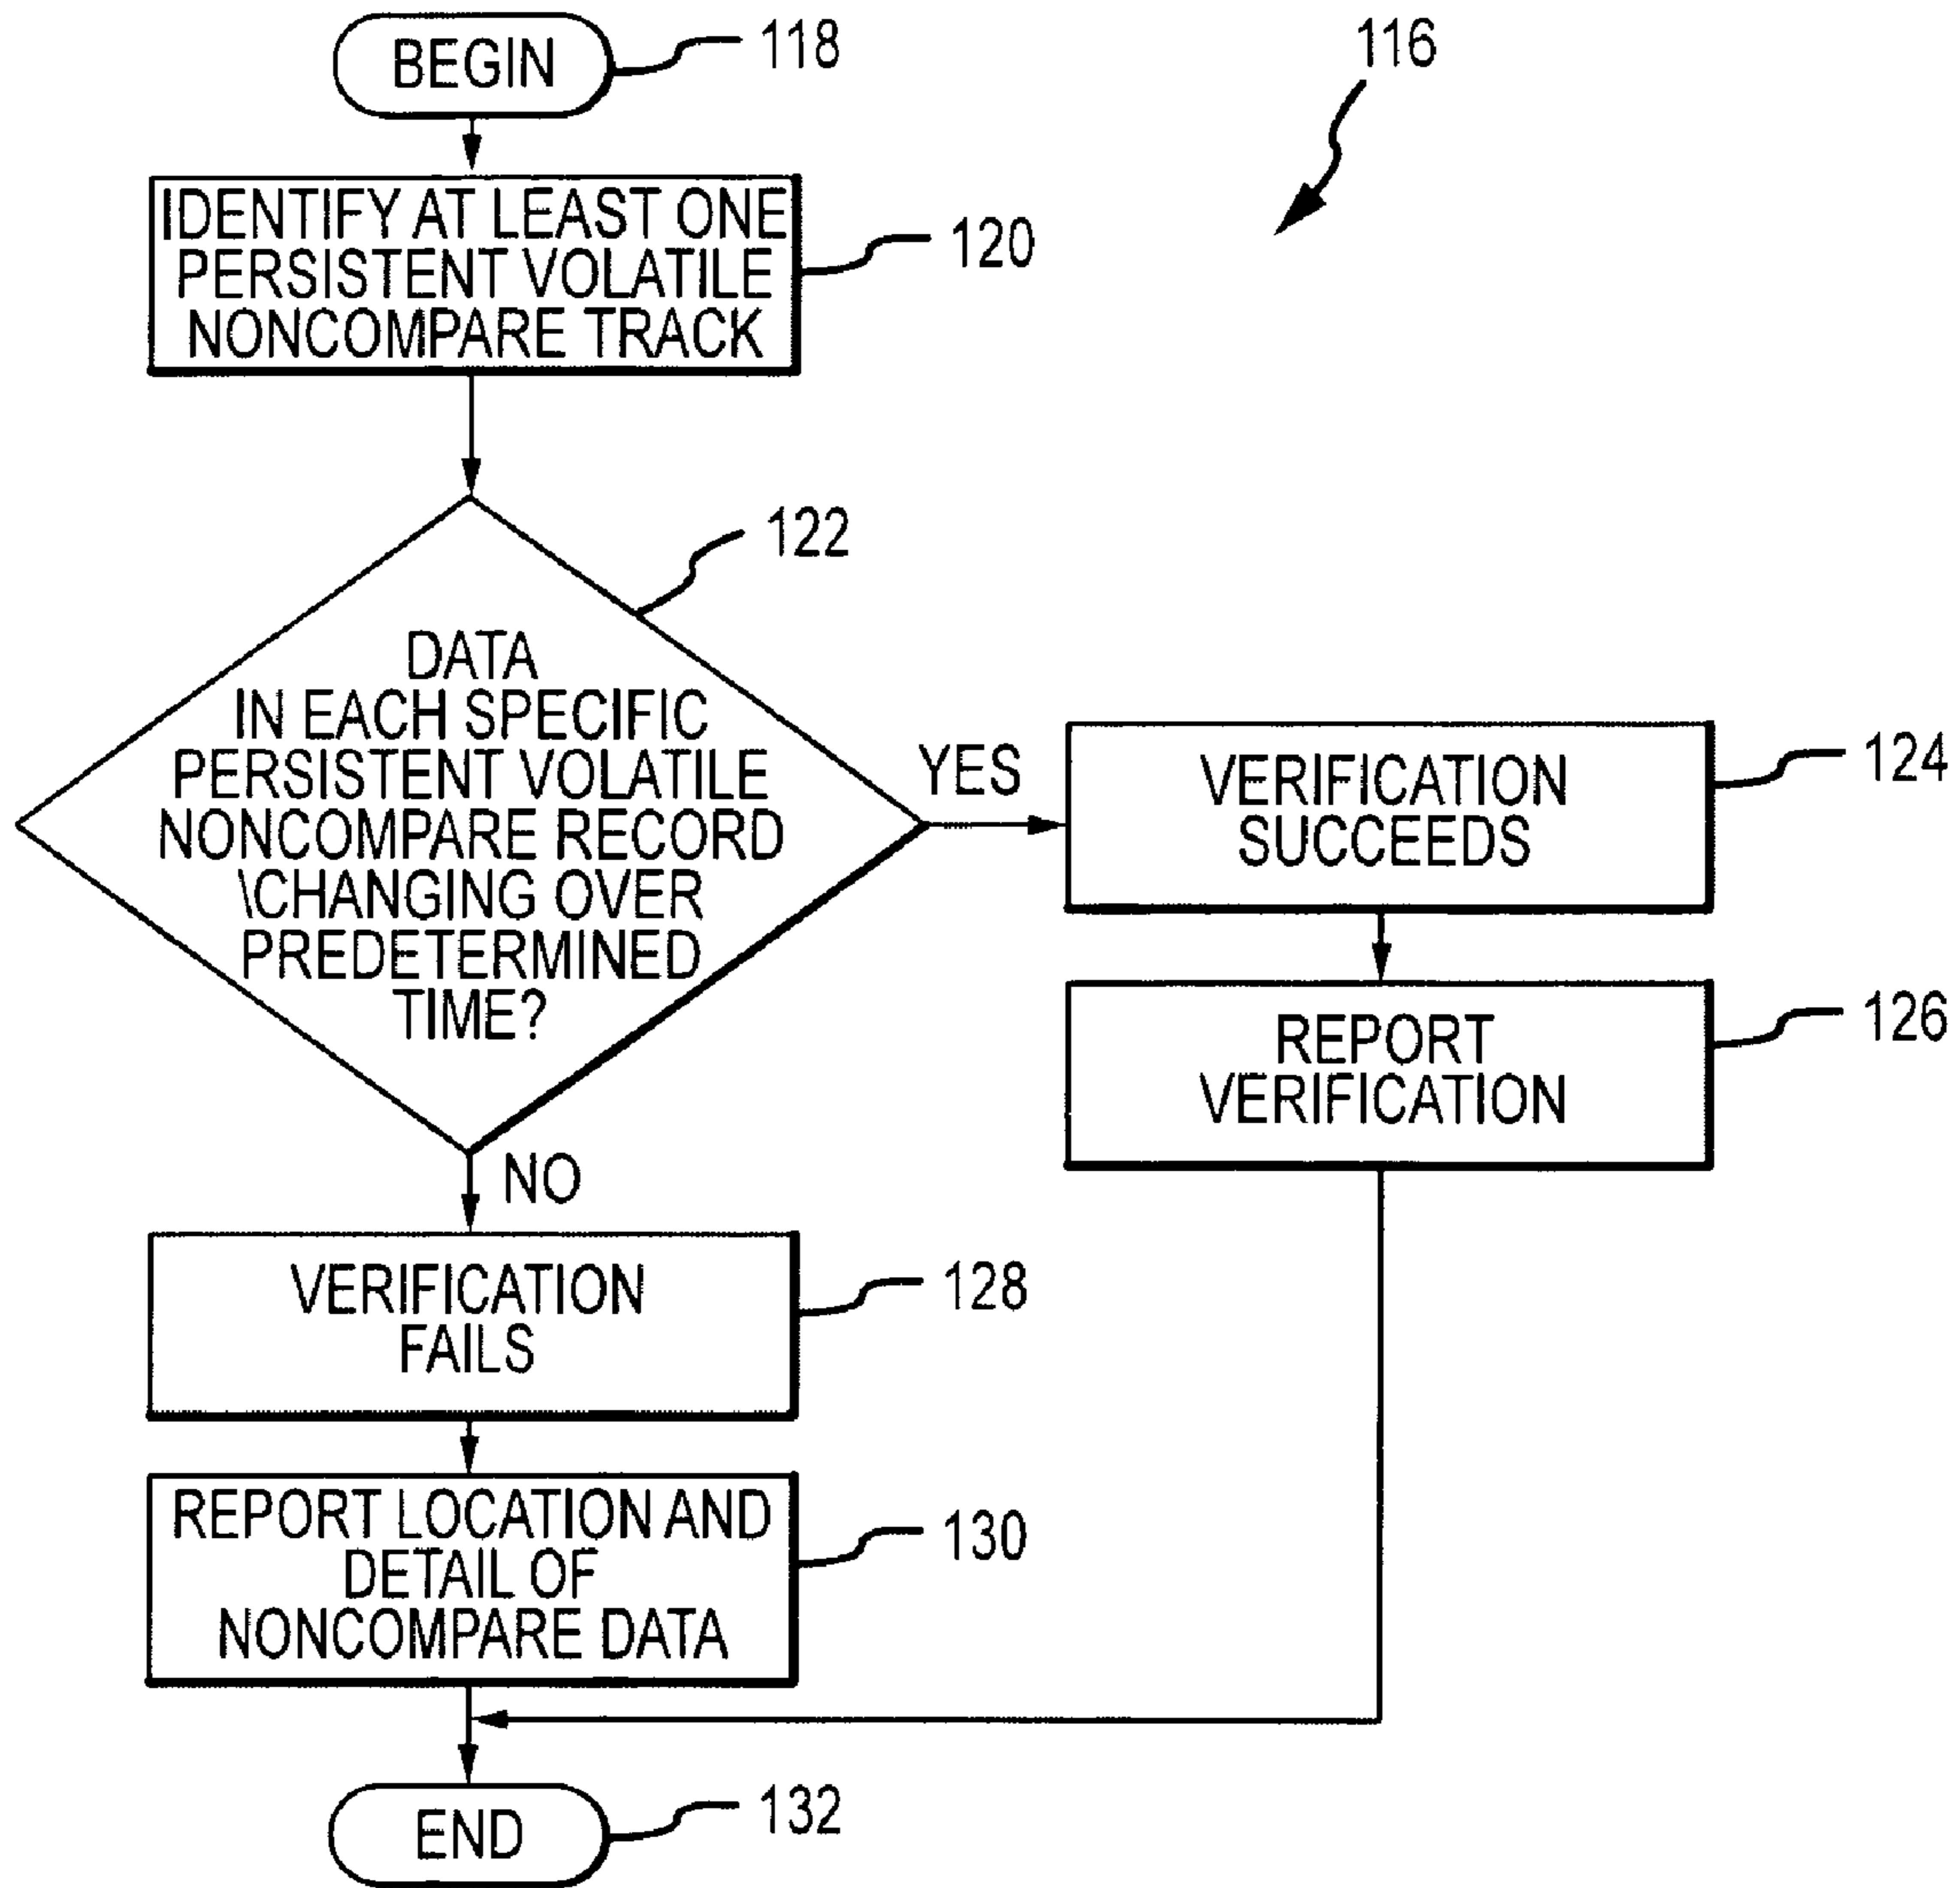 BEGIN
118
116
IDENTIFY AT LEAST ONE
PERSISTENT VOLATILE
NONCOMPARE TRACK
120
122
DATA
IN EACH SPECIFIC
PERSISTENT VOLATILE
NONCOMPARE RECORD
\CHANGING OVER
PREDETERMINED
TIME?
YES
VERIFICATION
SUCCEEDS
124
REPORT
VERIFICATION
126
NO
VERIFICATION
FAILS
128
REPORT LOCATION AND
DETAIL OF
NONCOMPARE DATA
130
END
132